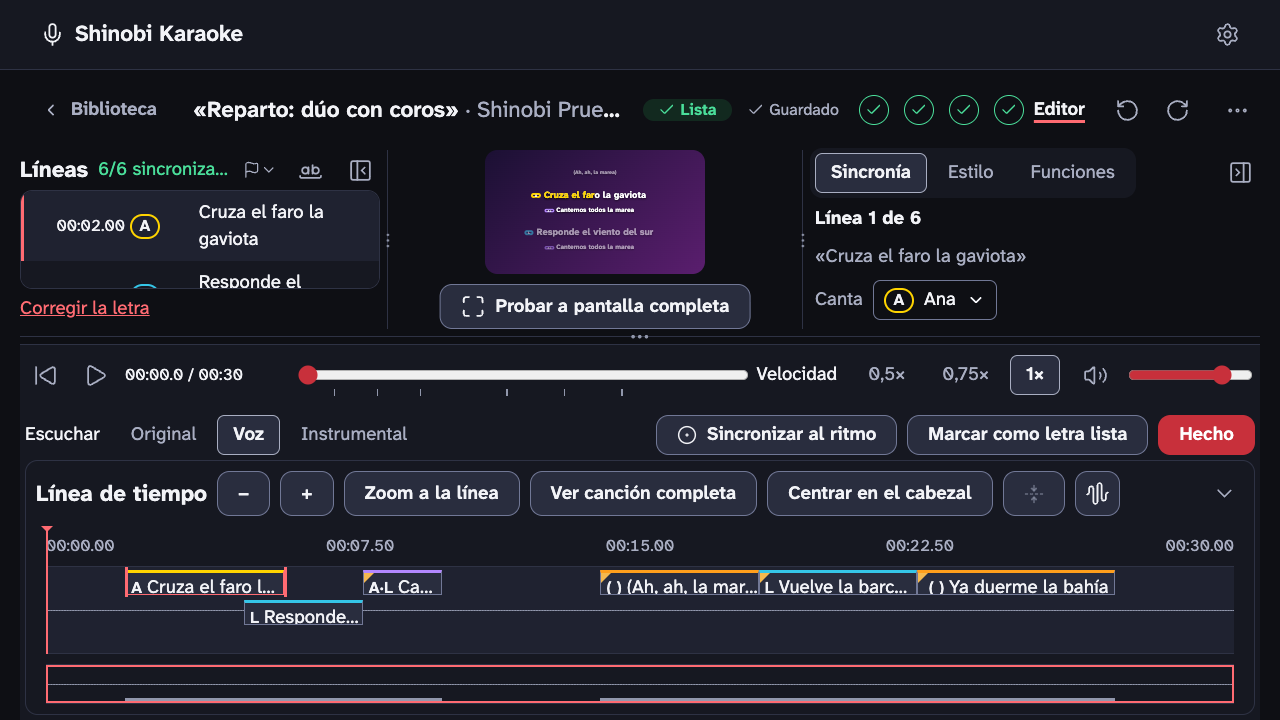 Shinobi Karaoke
Biblioteca
«Reparto: dúo con coros» · Shinobi Prue...
Lista
Guardado
Editor
Líneas
6/6 sincroniza...
ab
00:02.00 A Cruza el faro la gaviota
Responde el
Corregir la letra
(Ah, ah, la marea)
Cruza el faro la gaviota
Cantemos todos la marea
Responde el viento del sur
Cantemos todos la marea
Probar a pantalla completa
Sincronía
Estilo
Funciones
Línea 1 de 6
«Cruza el faro la gaviota»
Canta
A Ana
00:00.0 / 00:30
Velocidad
0,5×
0,75×
1×
Escuchar
Original
Voz
Instrumental
Sincronizar al ritmo
Marcar como letra lista
Hecho
Línea de tiempo
−
+
Zoom a la línea
Ver canción completa
Centrar en el cabezal
00:00.00
00:07.50
00:15.00
00:22.50
00:30.00
A Cruza el faro l...
A·L Ca...
( ) (Ah, ah, la mar...
L Vuelve la barc...
( ) Ya duerme la bahía
L Responde...